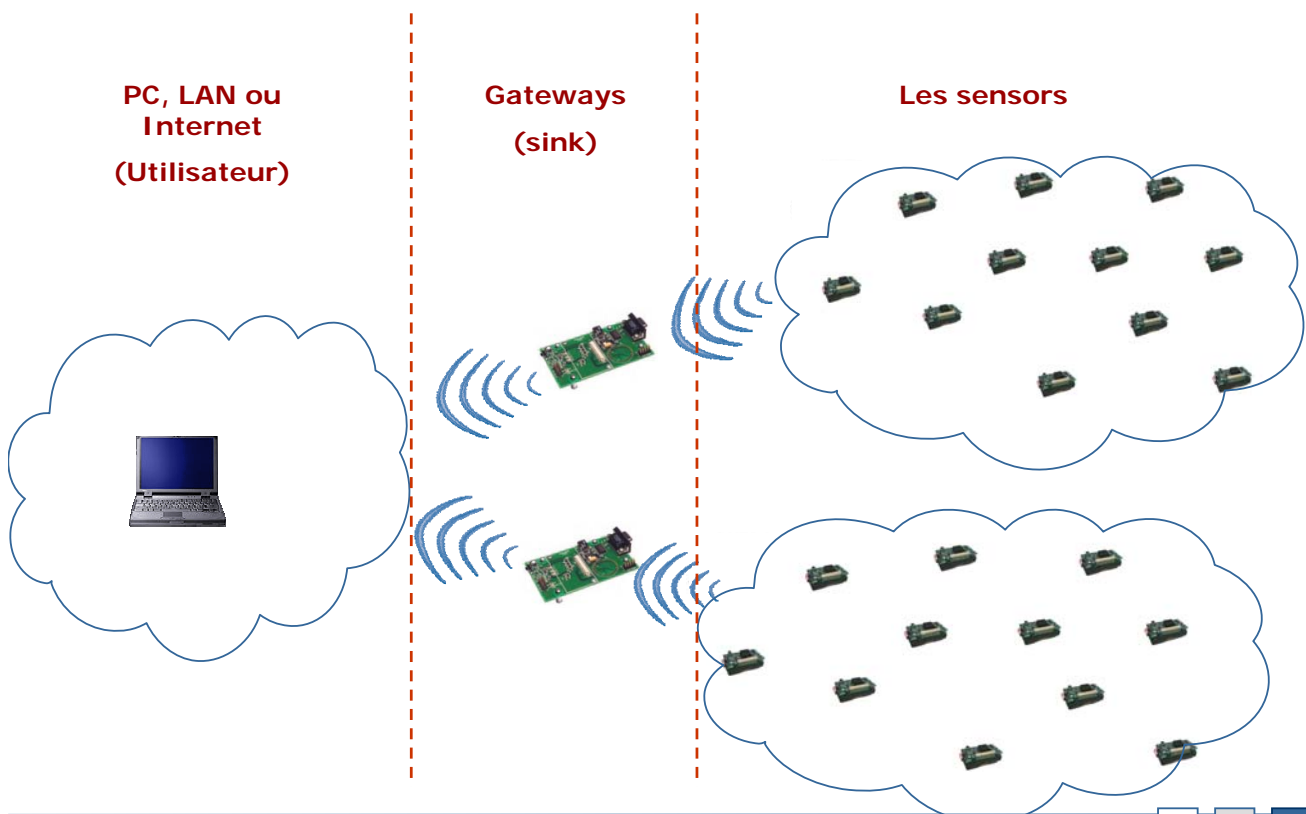 PC, LAN ou
Internet
(Utilisateur)
Gateways
(sink)
Les sensors